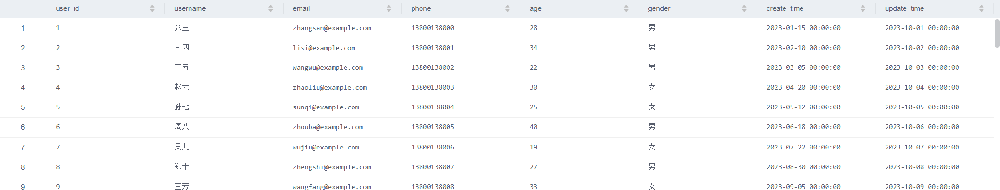 user_id username email phone age gender create_time update_time
1 1 张三 zhangsan@example.com 13800138000 28 男 2023-01-15 00:00:00 2023-10-01 00:00:00
2 2 李四 lisi@example.com 13800138001 34 男 2023-02-10 00:00:00 2023-10-02 00:00:00
3 3 王五 wangwu@example.com 13800138002 22 男 2023-03-05 00:00:00 2023-10-03 00:00:00
4 4 赵六 zhaoliu@example.com 13800138003 30 女 2023-04-20 00:00:00 2023-10-04 00:00:00
5 5 孙七 sunqi@example.com 13800138004 25 女 2023-05-12 00:00:00 2023-10-05 00:00:00
6 6 周八 zhouba@example.com 13800138005 40 男 2023-06-18 00:00:00 2023-10-06 00:00:00
7 7 吴九 wujiu@example.com 13800138006 19 女 2023-07-22 00:00:00 2023-10-07 00:00:00
8 8 郑十 zhengshi@example.com 13800138007 27 男 2023-08-30 00:00:00 2023-10-08 00:00:00
9 9 王芳 wangfang@example.com 13800138008 33 女 2023-09-05 00:00:00 2023-10-09 00:00:00